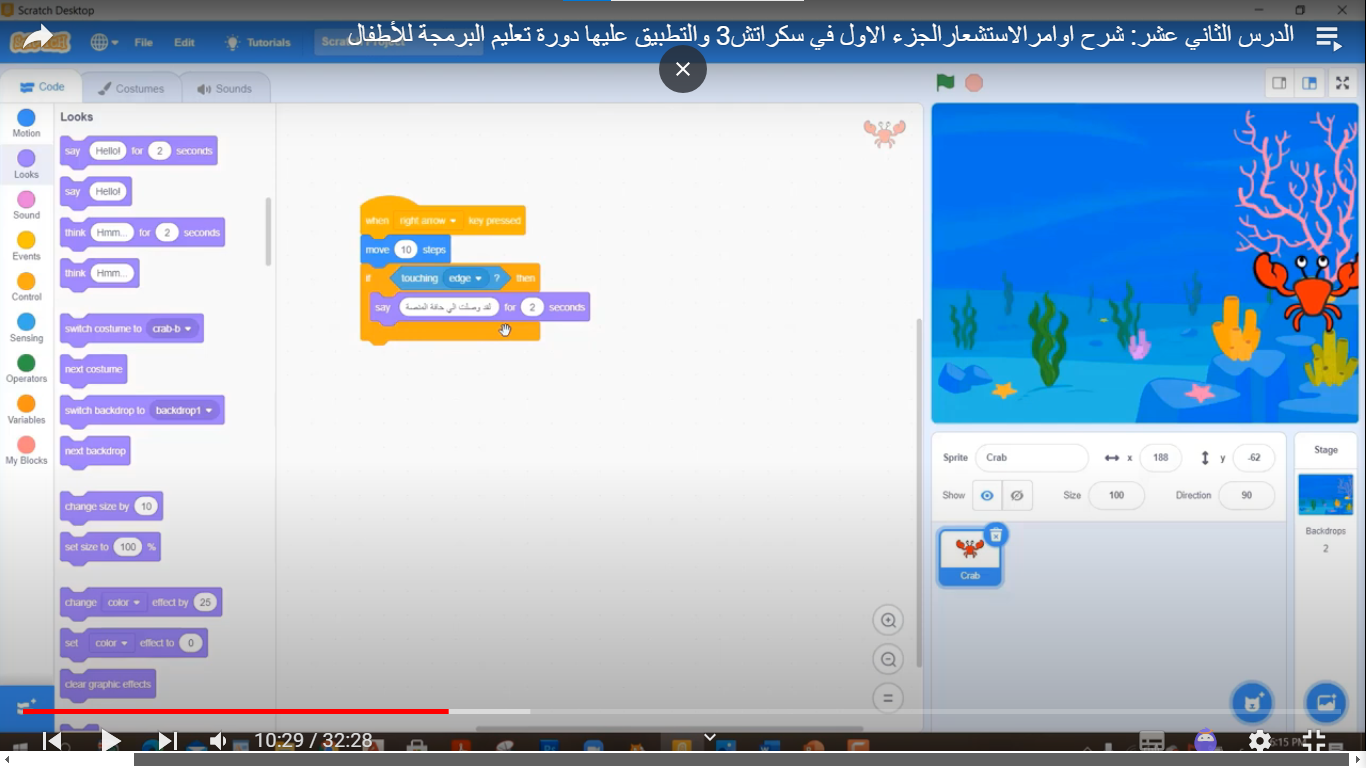 Scratch Desktop
الدرس الثاني عشر: شرح اوامرالاستشعارالجزء الاول في سكراتش3 والتطبيق عليها دورة تعليم البرمجة للأطفال
File Edit Tutorials
Code Costumes Sounds
Motion
Looks
Sound
Events
Control
Sensing
Operators
Variables
My Blocks
Looks
say Hello! for 2 seconds
say Hello!
think Hmm... for 2 seconds
think Hmm...
switch costume to crab-b
next costume
switch backdrop to backdrop1
next backdrop
change size by 10
set size to 100 %
change color effect by 25
set color effect to 0
clear graphic effects
when right arrow key pressed
move 10 steps
if touching edge ? then
say لقد وصلت الي حافة المنصة for 2 seconds
Sprite Crab x 188 y -62
Show Size 100 Direction 90
Crab
Stage
Backdrops
2
10:29 / 32:28